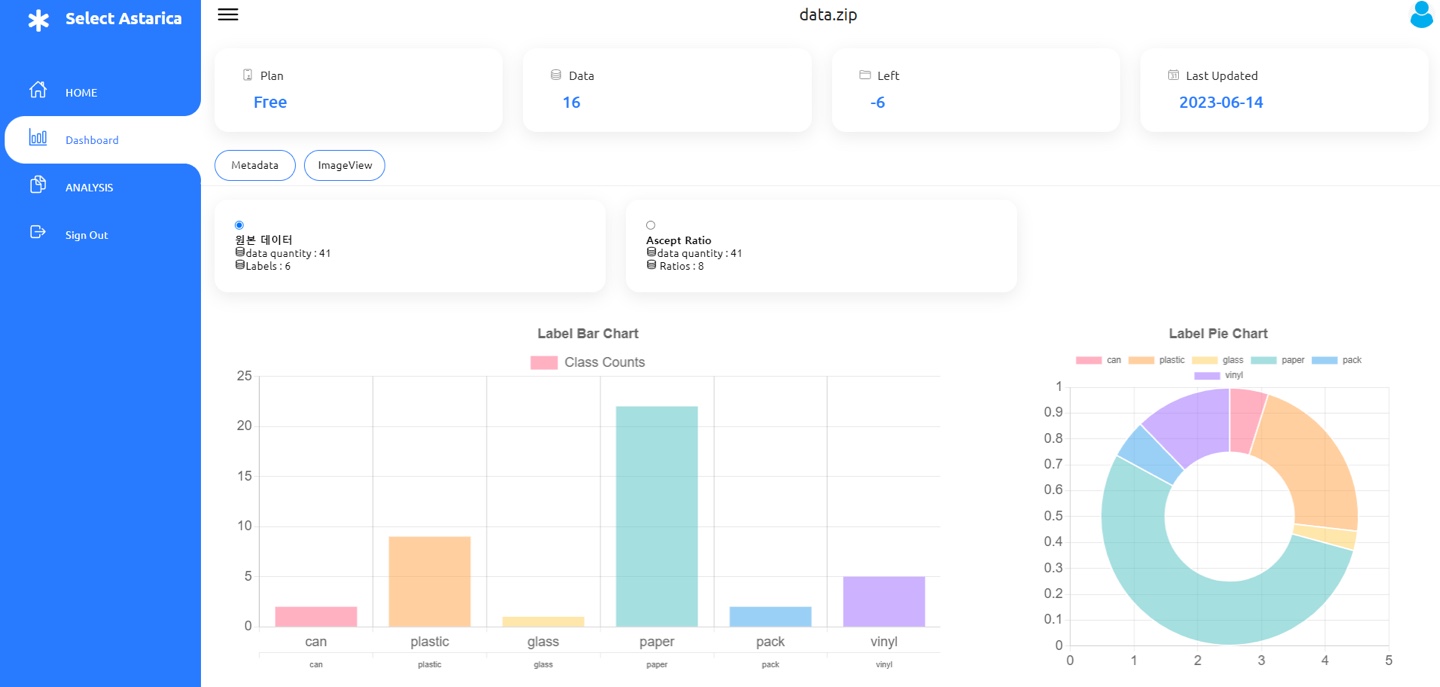 Select Astarica
data.zip
HOME
Dashboard
ANALYSIS
Sign Out
Plan
Free
Data
16
Left
-6
Last Updated
2023-06-14
Metadata
ImageView
원본 데이터
data quantity : 41
Labels : 6
Ascept Ratio
data quantity : 41
Ratios : 8
Label Bar Chart
Class Counts
25
20
15
10
5
0
can plastic glass paper pack vinyl
can plastic glass paper pack vinyl
Label Pie Chart
can plastic glass paper pack
vinyl
1
0.9
0.8
0.7
0.6
0.5
0.4
0.3
0.2
0.1
0
0 1 2 3 4 5